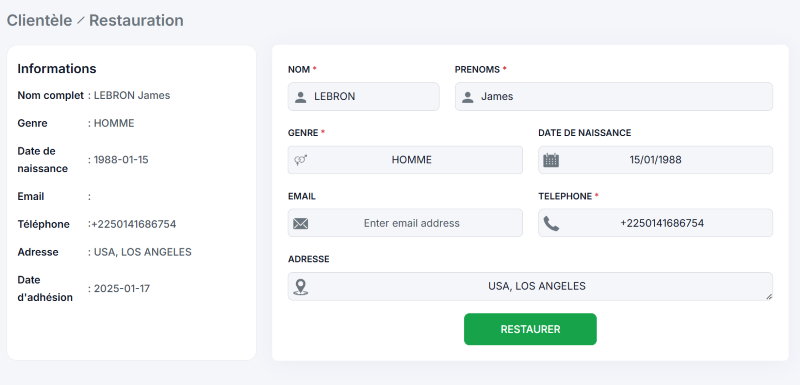 Clientèle / Restauration
Informations
Nom complet : LEBRON James
Genre : HOMME
Date de
naissance : 1988-01-15
Email :
Téléphone :+2250141686754
Adresse : USA, LOS ANGELES
Date
d'adhésion : 2025-01-17
NOM * PRENOMS *
LEBRON James
GENRE * DATE DE NAISSANCE
HOMME 15/01/1988
EMAIL TELEPHONE *
Enter email address +2250141686754
ADRESSE
USA, LOS ANGELES
RESTAURER